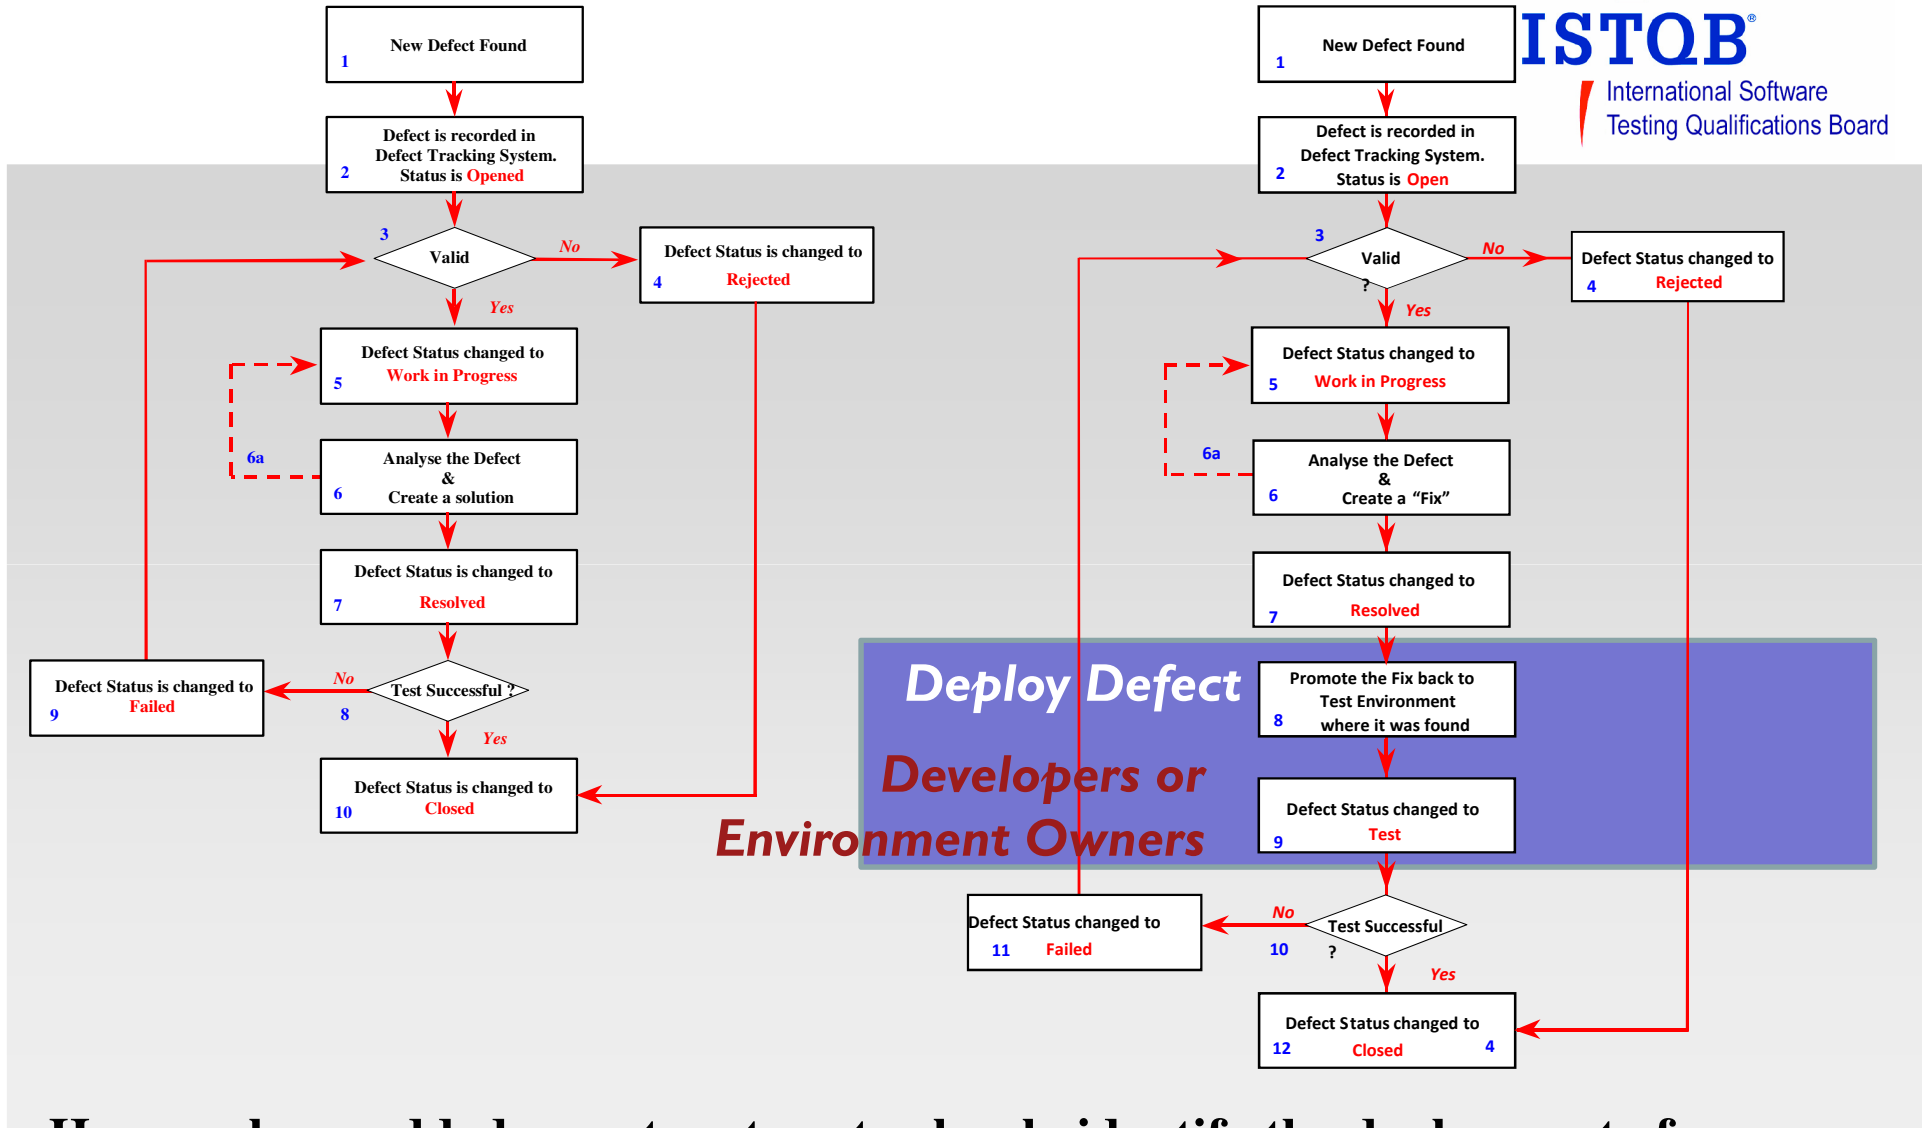 New Defect Found
1
Defect is recorded in
Defect Tracking System.
Status is Opened
2
3
Valid
No
Defect Status is changed to
Rejected
4
Yes
Defect Status changed to
Work in Progress
5
6a
Analyse the Defect
&
Create a solution
6
Defect Status is changed to
Resolved
7
Test Successful ?
No
8
Defect Status is changed to
Failed
9
Yes
Defect Status is changed to
Closed
10
New Defect Found
1
ISTQB®
International Software
Testing Qualifications Board
Defect is recorded in
Defect Tracking System.
Status is Open
2
3
Valid
?
No
Defect Status changed to
Rejected
4
Yes
Defect Status changed to
Work in Progress
5
6a
Analyse the Defect
&
Create a “Fix”
6
Defect Status changed to
Resolved
7
Deploy Defect
Developers or
Environment Owners
Promote the Fix back to
Test Environment
where it was found
8
Defect Status changed to
Test
9
No
10
Test Successful
?
Defect Status changed to
11 Failed
Yes
Defect Status changed to
12 Closed 4